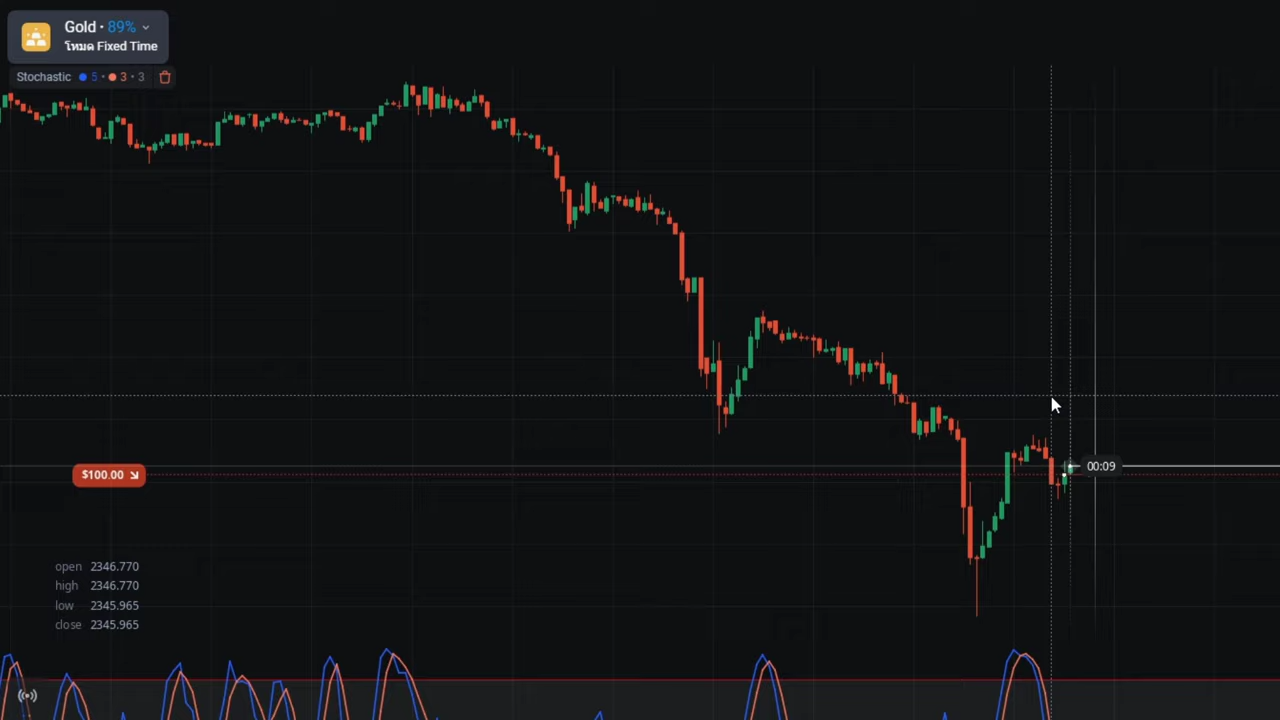 Gold • 89%
โหมด Fixed Time
Stochastic 5 • 3 • 3
$100.00
00:09
open 2346.770
high 2346.770
low 2345.965
close 2345.965